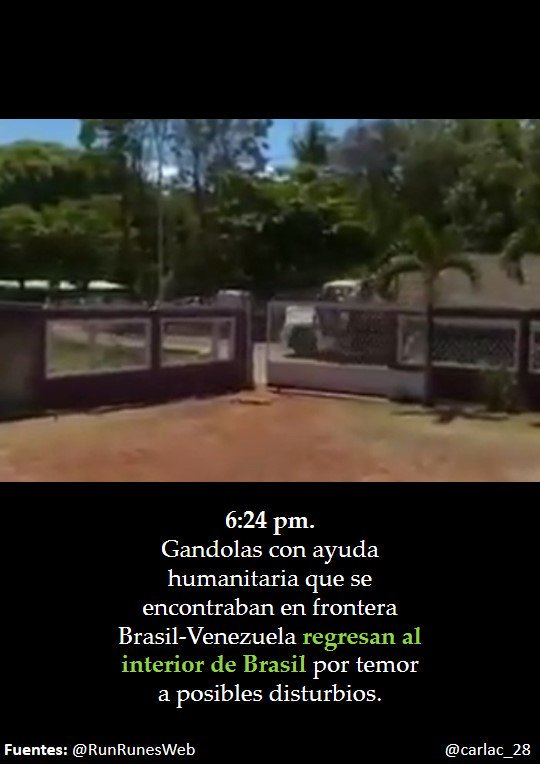 6:24 pm.
Gandolas con ayuda
humanitaria que se
encontraban en frontera
Brasil-Venezuela regresan al
interior de Brasil por temor
a posibles disturbios.
Fuentes: @RunRunesWeb
@carlac_28